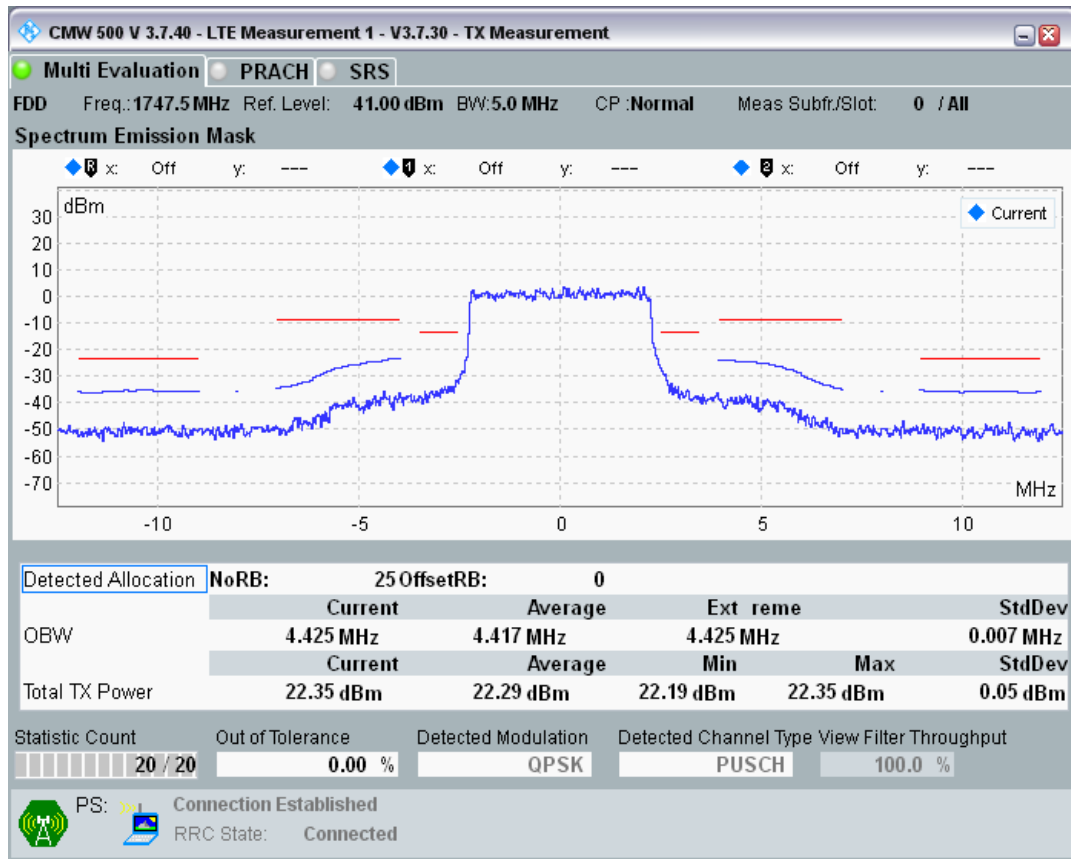 CMW 500 V 3.7.40 - LTE Measurement 1 - V3.7.30 - TX Measurement
Multi Evaluation PRACH SRS
FDD Freq.:1747.5 MHz Ref. Level: 41.00 dBm BW:5.0 MHz CP :Normal Meas Subfr./Slot: 0 / All
Spectrum Emission Mask
R x: Off y: --- 1 x: Off y: --- 2 x: Off y: ---
dBm
Current
30
20
10
0
-10
-20
-30
-40
-50
-60
-70
MHz
-10 -5 0 5 10
Detected Allocation NoRB: 25 OffsetRB: 0
Current Average Ext reme StdDev
OBW 4.425 MHz 4.417 MHz 4.425 MHz 0.007 MHz
Current Average Min Max StdDev
Total TX Power 22.35 dBm 22.29 dBm 22.19 dBm 22.35 dBm 0.05 dBm
Statistic Count Out of Tolerance Detected Modulation Detected Channel Type View Filter Throughput
20 / 20 0.00 % QPSK PUSCH 100.0 %
PS: Connection Established
RRC State: Connected